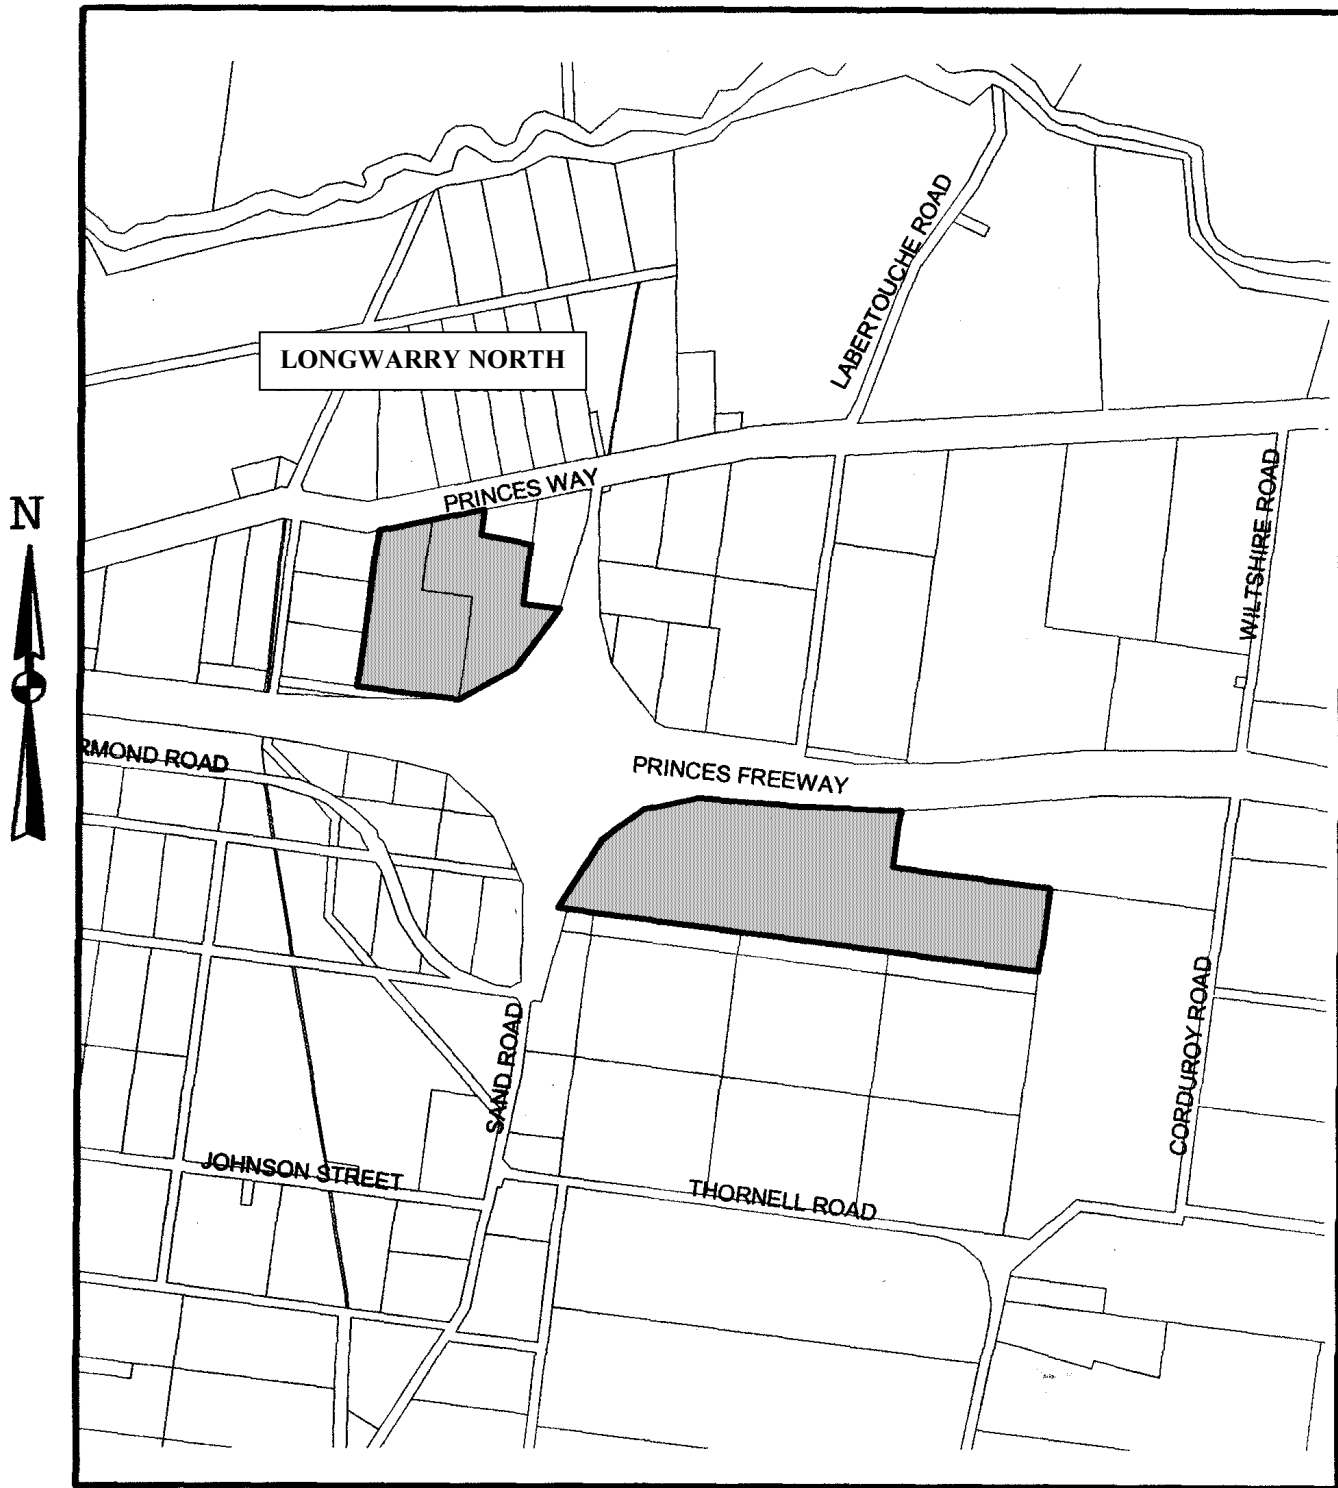 LABERTOUCHE ROAD
LONGWARRY NORTH
PRINCES WAY
WILTSHIRE ROAD
N
RMOND ROAD
PRINCES FREEWAY
SAND ROAD
CORDUROY ROAD
JOHNSON STREET
THORNELL ROAD